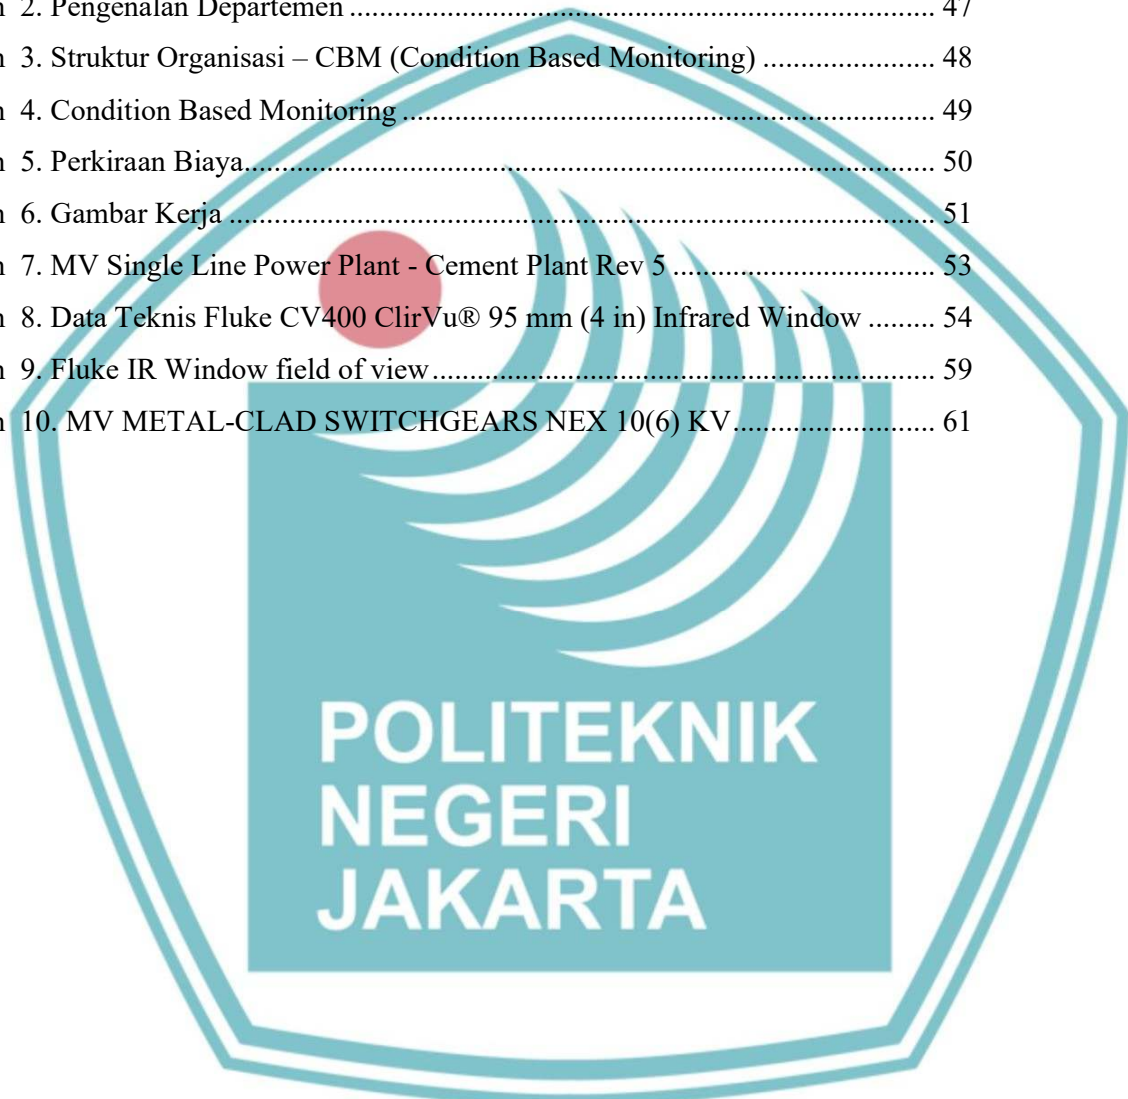 n 2. Pengenalan Departemen ........................................................................... 47
n 3. Struktur Organisasi – CBM (Condition Based Monitoring) ....................... 48
n 4. Condition Based Monitoring ..................................................................... 49
n 5. Perkiraan Biaya.......................................................................................... 50
n 6. Gambar Kerja ............................................................................................ 51
n 7. MV Single Line Power Plant - Cement Plant Rev 5 .................................. 53
n 8. Data Teknis Fluke CV400 ClirVu® 95 mm (4 in) Infrared Window ......... 54
n 9. Fluke IR Window field of view.................................................................. 59
n 10. MV METAL-CLAD SWITCHGEARS NEX 10(6) KV........................... 61
POLITEKNIK
NEGERI
JAKARTA